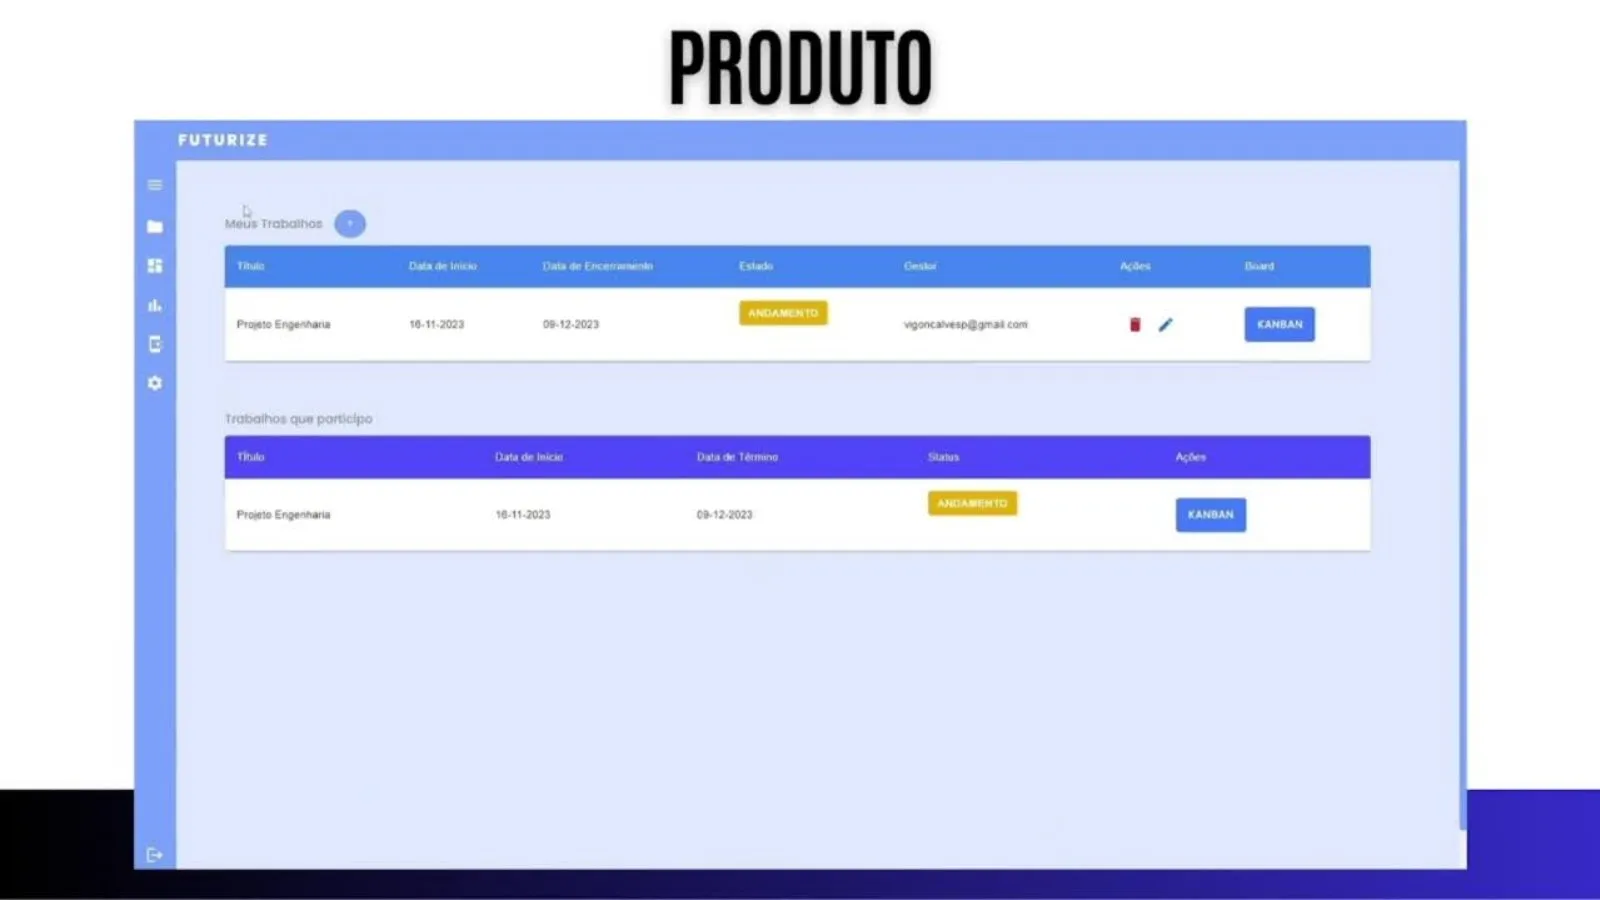 PRODUTO
FUTURIZE
Meus Trabalhos +
Título Data de Início Data de Encerramento Estado Gestor Ações Board
Projeto Engenharia 16-11-2023 09-12-2023 ANDAMENTO vigoncalvesp@gmail.com KANBAN
Trabalhos que participo
Título Data de Início Data de Término Status Ações
Projeto Engenharia 16-11-2023 09-12-2023 ANDAMENTO KANBAN